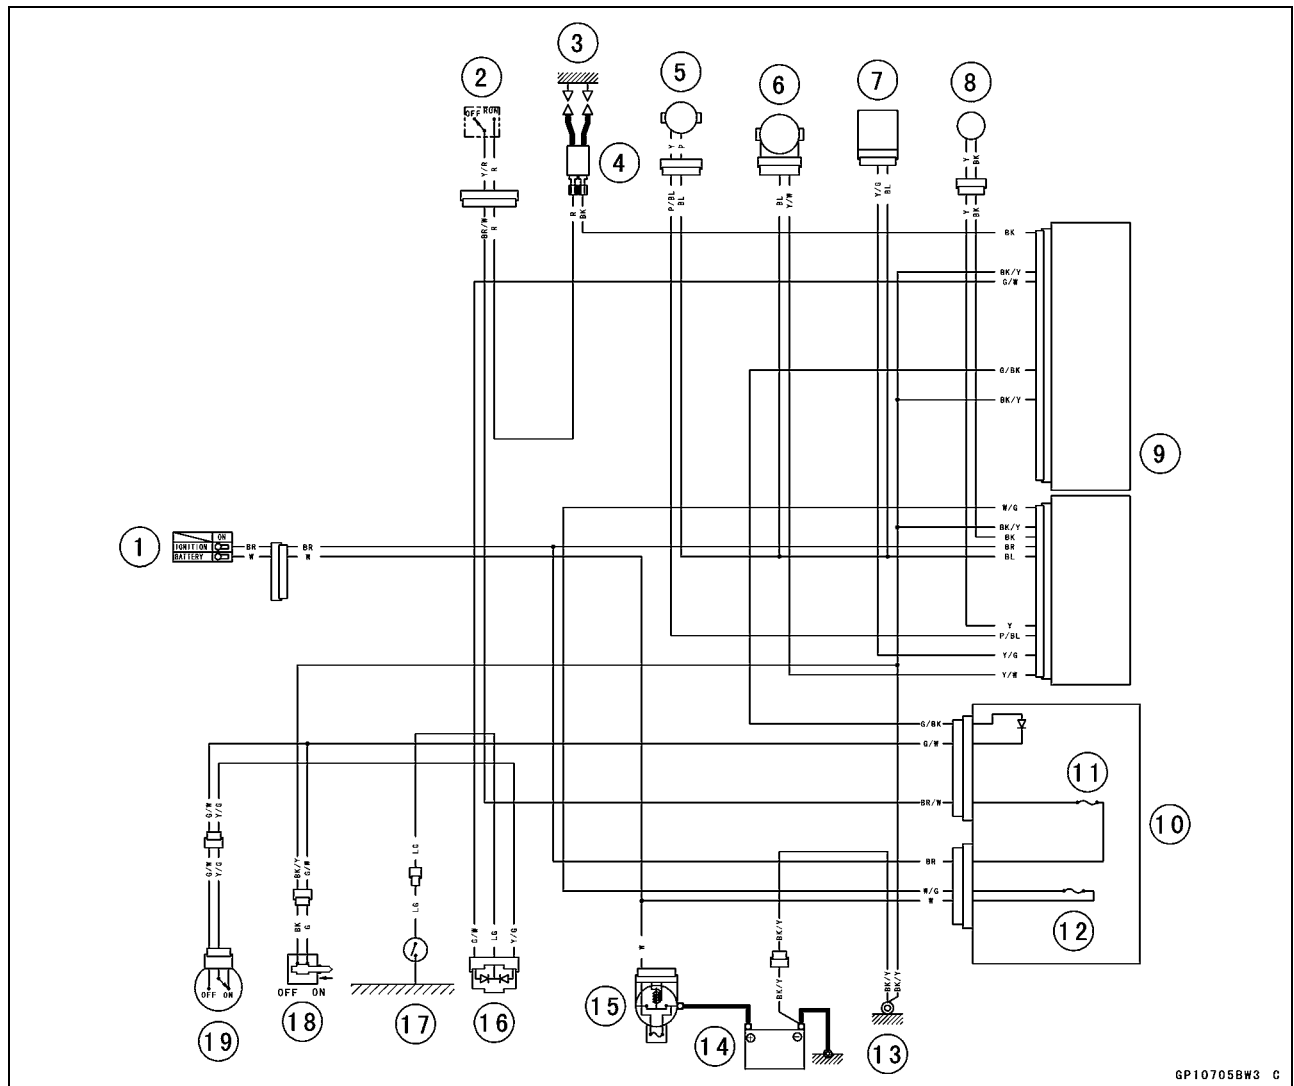 3
2
5
6
7
8
OFF RUN
4
Y/R
R
Y
P
Y
BK
BR/W
R
R
BK
P/BL
BL
BL
Y/W
Y/G
BL
Y
BK
BK
BK/Y
G/W
G/BK
BK/Y
9
W/G
BK/Y
BK
BR
BL
1
ON
IGNITION
BATTERY
BR
W
BR
W
Y
P/BL
Y/G
Y/W
G/BK
G/W
11
BR/W
10
G/W
Y/G
G/W
Y/G
BK/Y
G/W
BK
G
LG
LG
BR
W/G
W
12
G/W
LG
Y/G
W
BK/Y
BK/Y
BK/Y
BK/Y
OFF ON
OFF ON
19
18
17
16
15
14
13
GP10705BW3 C